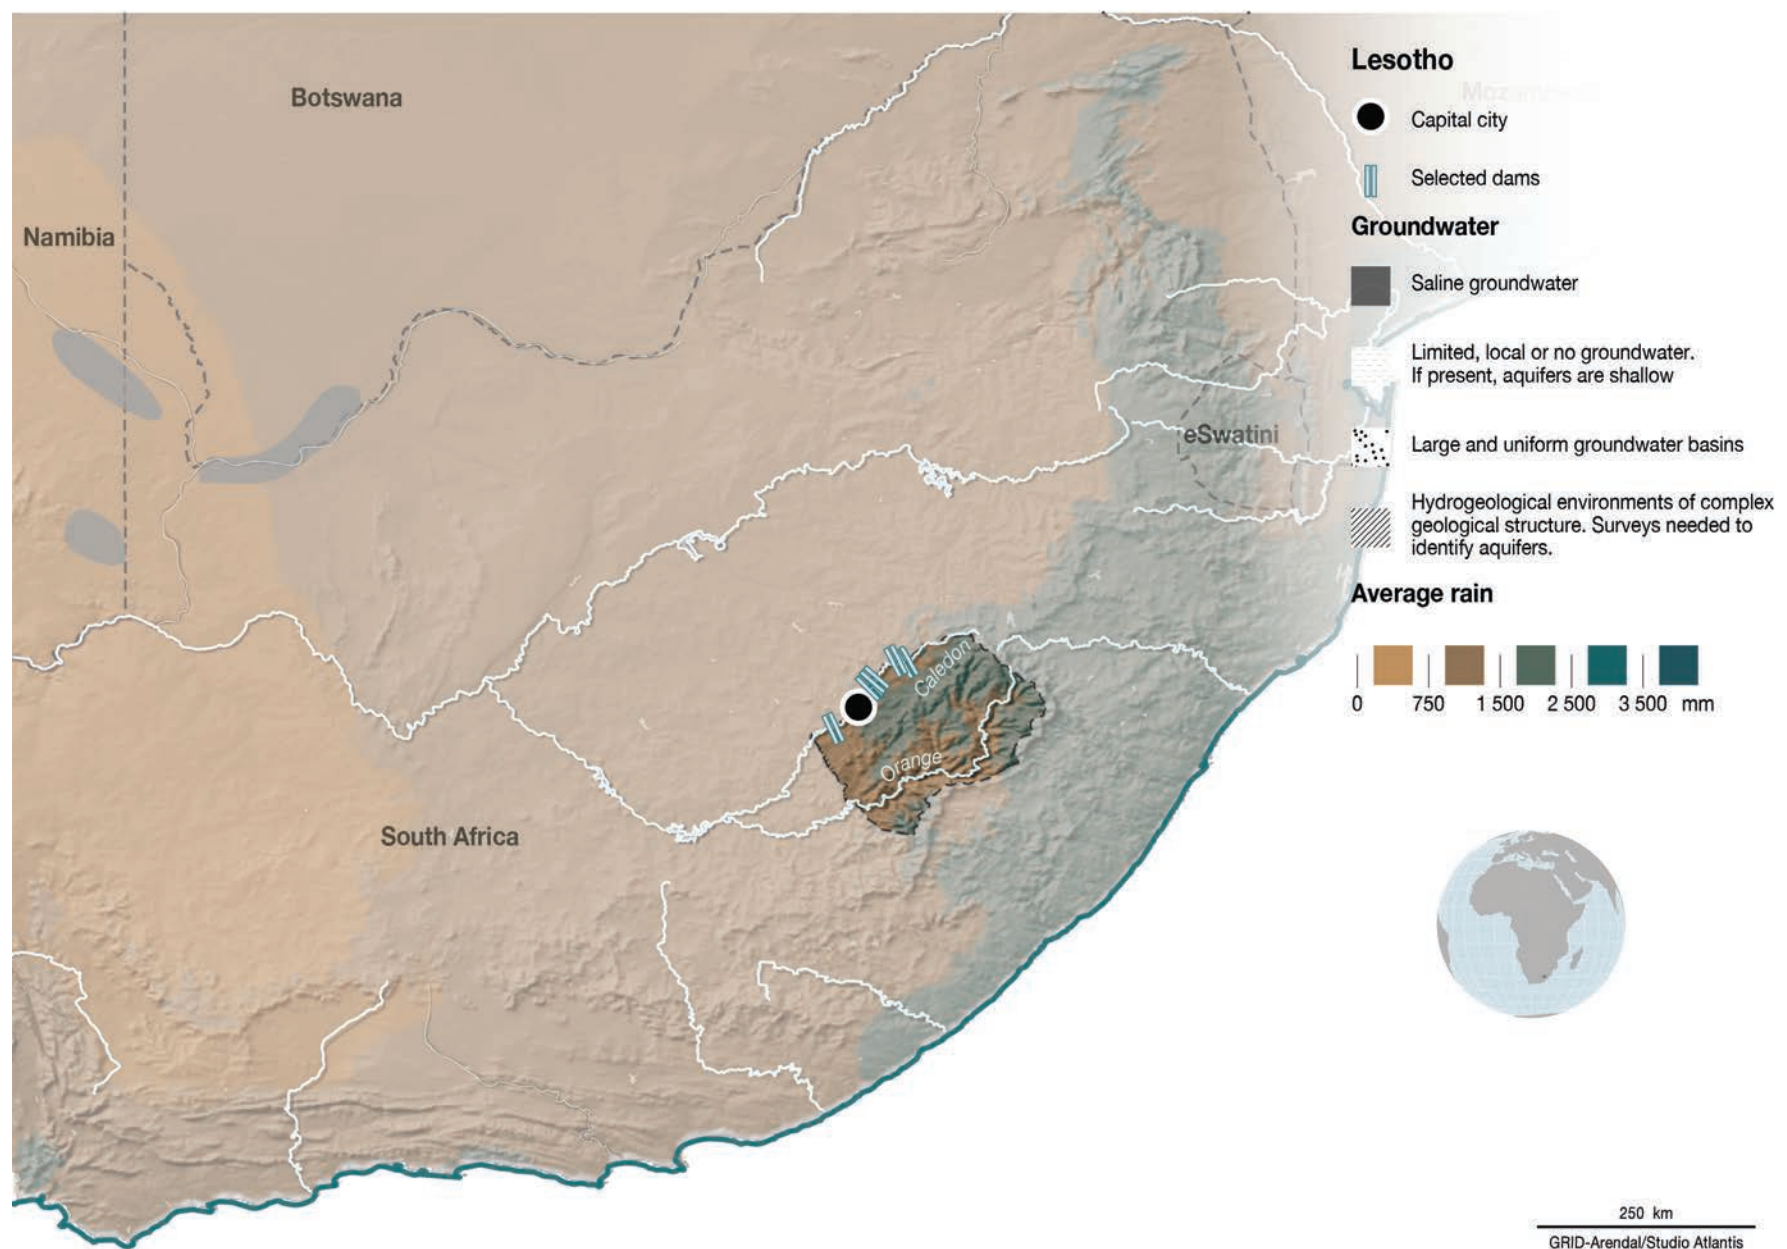 Botswana
Namibia
eSwatini
Caledon
Orange
South Africa
Lesotho
Mozambique
Capital city
Selected dams
Groundwater
Saline groundwater
Limited, local or no groundwater.
If present, aquifers are shallow
Large and uniform groundwater basins
Hydrogeological environments of complex
geological structure. Surveys needed to
identify aquifers.
Average rain
0 750 1 500 2 500 3 500 mm
250 km
GRID-Arendal/Studio Atlantis